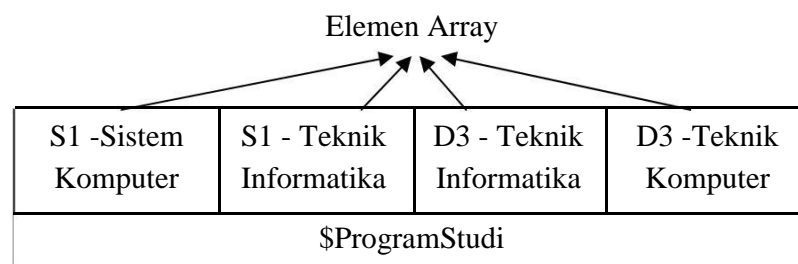 Elemen Array
S1 -Sistem Komputer
S1 - Teknik Informatika
D3 - Teknik Informatika
D3 -Teknik Komputer
$ProgramStudi